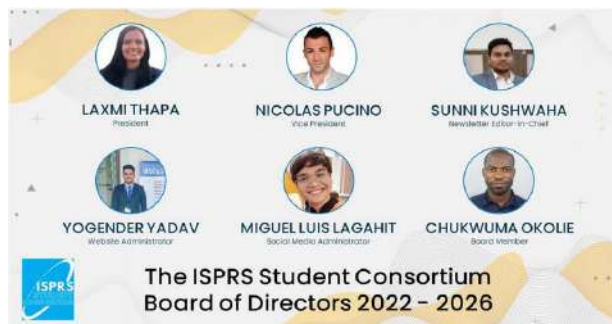 LAXMI THAPA
President
NICOLAS PUCINO
Vice President
SUNNI KUSHWAHA
Newsletter Editor-in-Chief
YOGENDER YADAV
Website Administrator
MIGUEL LUIS LAGAHIT
Social Media Administrator
CHUKWUMA OKOLIE
Board Member
ISPRS
The ISPRS Student Consortium
Board of Directors 2022 - 2026